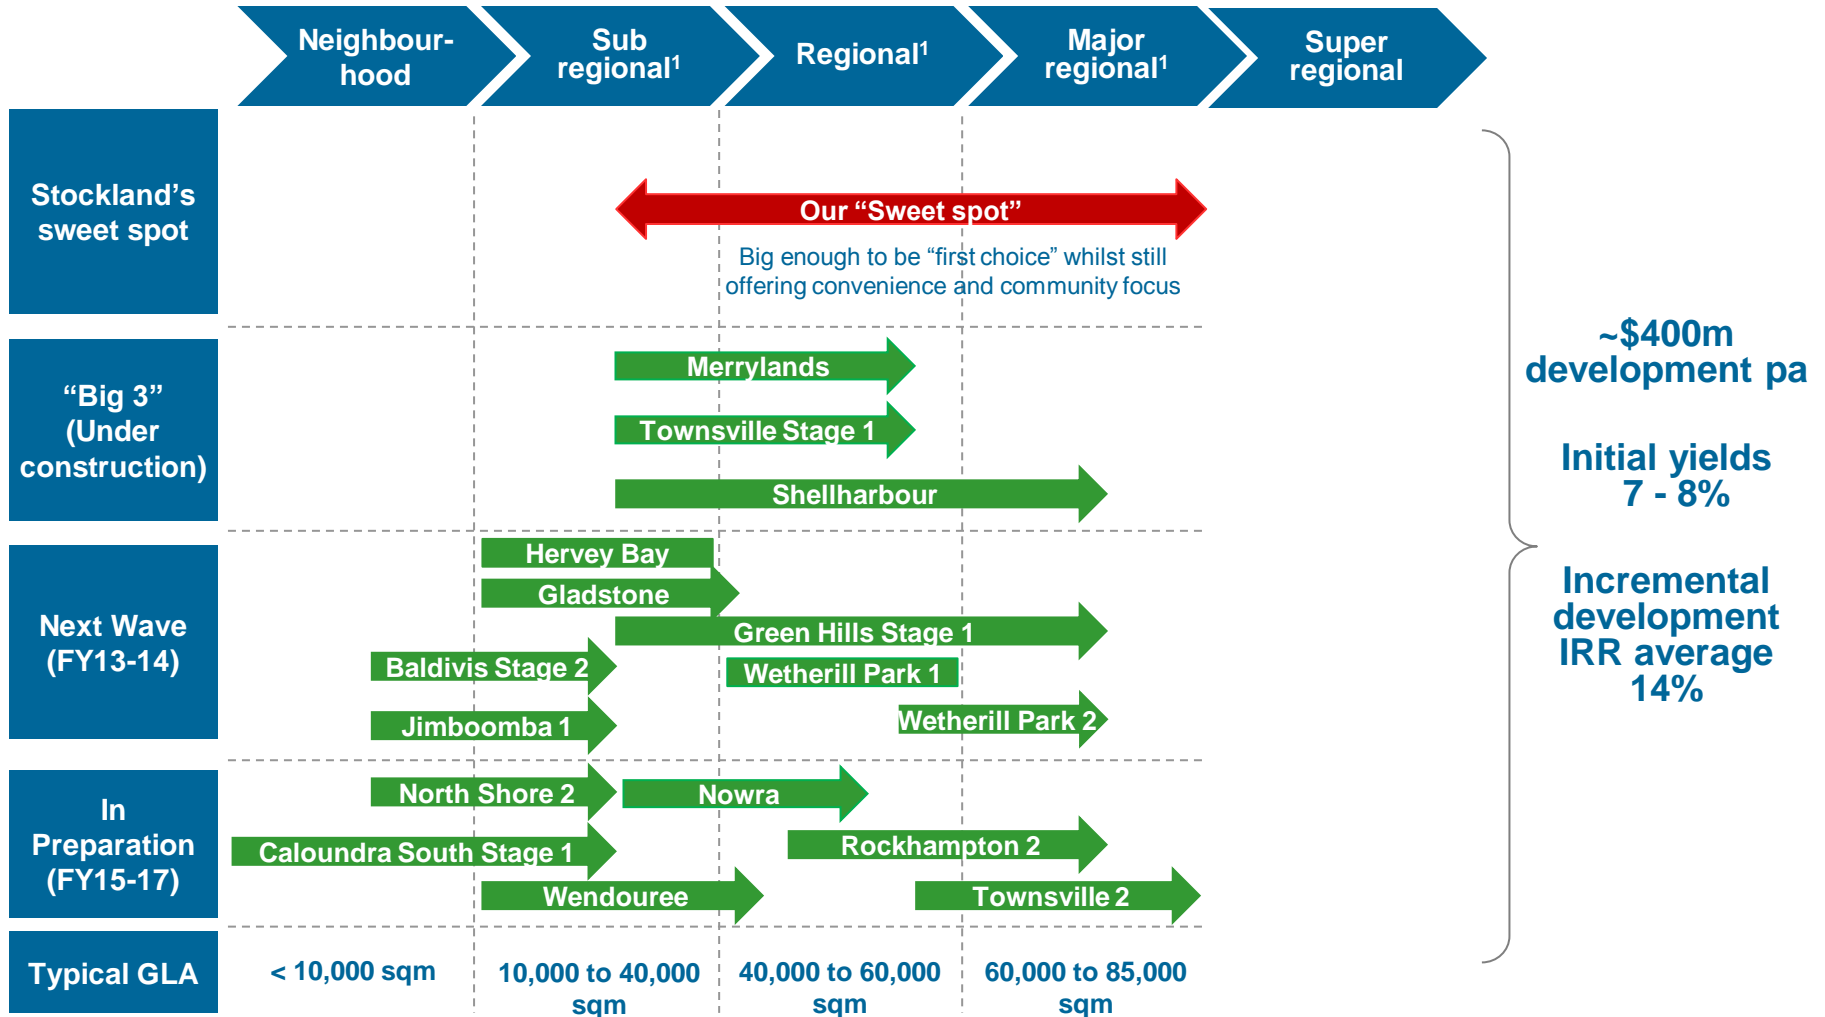 Neighbour-
hood
Sub
regional¹
Regional¹
Major
regional¹
Super
regional
Stockland’s
sweet spot
Our “Sweet spot”
Big enough to be “first choice” whilst still
offering convenience and community focus
“Big 3”
(Under
construction)
Merrylands
Townsville Stage 1
Shellharbour
Next Wave
(FY13-14)
Hervey Bay
Gladstone
Green Hills Stage 1
Baldivis Stage 2
Wetherill Park 1
Jimboomba 1
Wetherill Park 2
In
Preparation
(FY15-17)
North Shore 2
Nowra
Caloundra South Stage 1
Rockhampton 2
Wendouree
Townsville 2
Typical GLA
< 10,000 sqm
10,000 to 40,000
sqm
40,000 to 60,000
sqm
60,000 to 85,000
sqm
~$400m
development pa
Initial yields
7 - 8%
Incremental
development
IRR average
14%